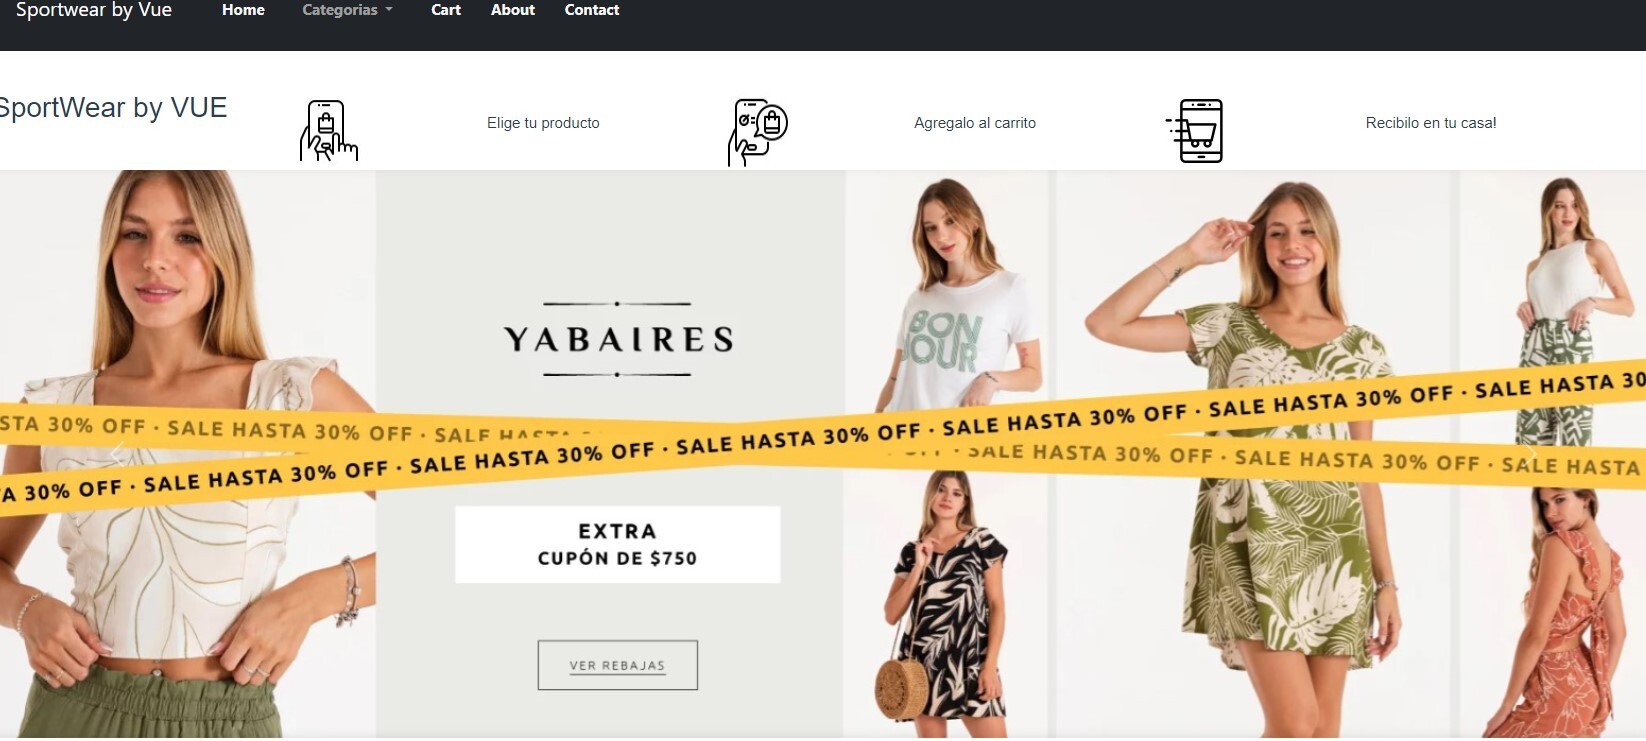 Sportwear by Vue
Home
Categorias
Cart
About
Contact
SportWear by VUE
Elige tu producto
Agregalo al carrito
Recibilo en tu casa!
YABAIRES
BON
JOUR
STA 30% OFF · SALE HASTA 30% OFF · SALE HASTA
OFF · SALE HASTA 30% OFF · SALE HASTA 30% OFF · SALE HASTA
TA 30% OFF · SALE HASTA 30% OFF · SALE HASTA 30% OFF · SALE HASTA 30% OFF · SALE HASTA 30% OFF · SALE HASTA 30% OFF · SALE HASTA 30
EXTRA
CUPÓN DE $750
VER REBAJAS